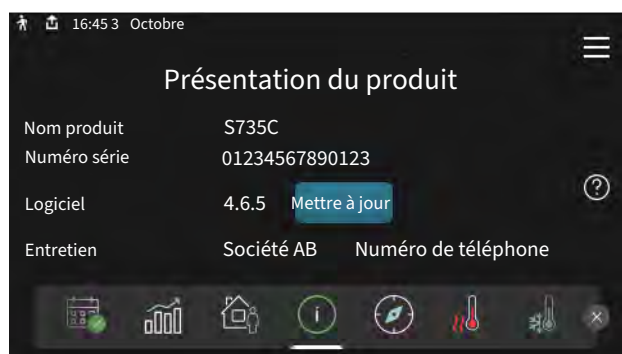 16:45 3 Octobre
Présentation du produit
Nom produit S735C
Numéro série 01234567890123
Logiciel 4.6.5 Mettre à jour
Entretien Société AB Numéro de téléphone